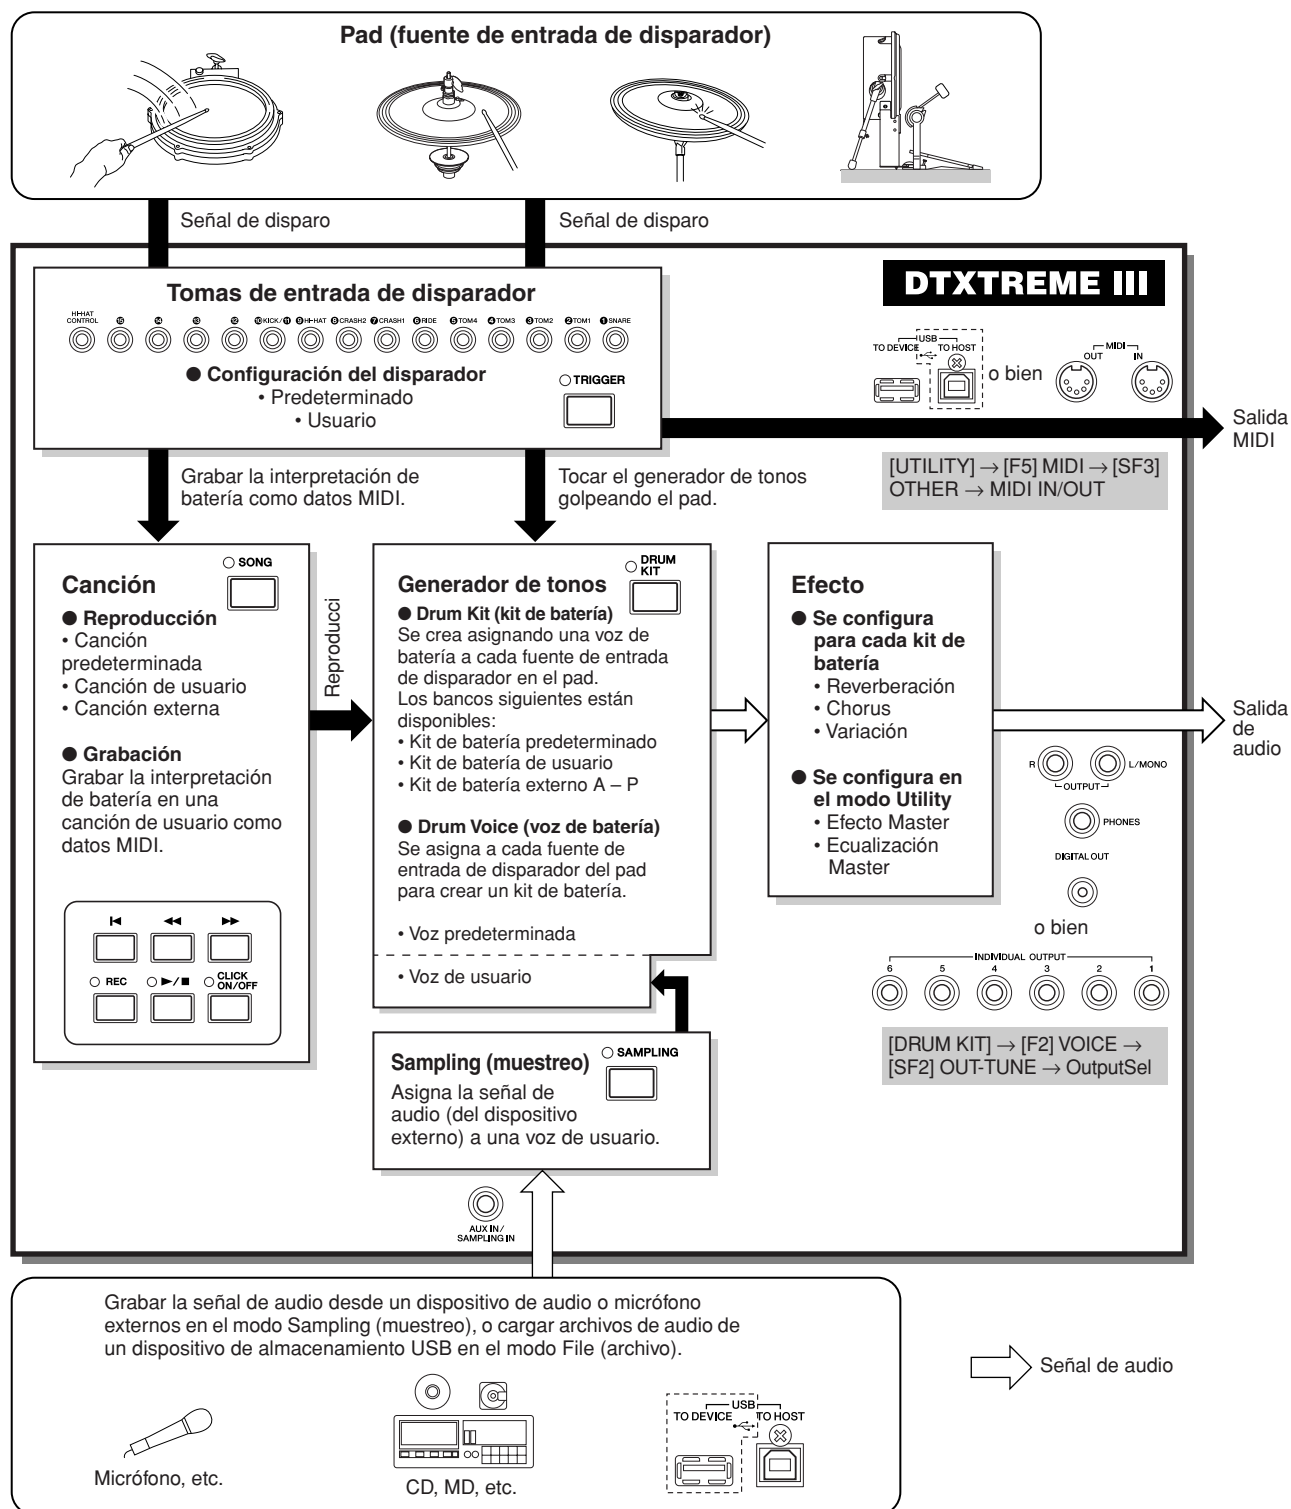 Pad (fuente de entrada de disparador)
Señal de disparo
Señal de disparo
DTXTREME III
Tomas de entrada de disparador
HI-HAT
CONTROL
⑮
⑭
⑬
⑫
⑩KICK/⑪
⑨HI-HAT
⑧CRASH2
⑦CRASH1
⑥RIDE
⑤TOM4
④TOM3
③TOM2
②TOM1
①SNARE
● Configuración del disparador
• Predeterminado
• Usuario
TRIGGER
USB
TO DEVICE
TO HOST
o bien
MIDI
OUT
IN
Salida
MIDI
[UTILITY] → [F5] MIDI → [SF3]
OTHER → MIDI IN/OUT
Grabar la interpretación de
batería como datos MIDI.
Tocar el generador de tonos
golpeando el pad.
SONG
Canción
● Reproducción
• Canción
predeterminada
• Canción de usuario
• Canción externa
● Grabación
Grabar la interpretación
de batería en una
canción de usuario como
datos MIDI.
REC
►/■
CLICK
ON/OFF
Reproducci
DRUM
KIT
Generador de tonos
● Drum Kit (kit de batería)
Se crea asignando una voz de
batería a cada fuente de entrada
de disparador en el pad.
Los bancos siguientes están
disponibles:
• Kit de batería predeterminado
• Kit de batería de usuario
• Kit de batería externo A – P
● Drum Voice (voz de batería)
Se asigna a cada fuente de
entrada de disparador del pad
para crear un kit de batería.
• Voz predeterminada
• Voz de usuario
Efecto
● Se configura
para cada kit de
batería
• Reverberación
• Chorus
• Variación
● Se configura en
el modo Utility
• Efecto Master
• Ecualización
Master
Salida
de
audio
R
L/MONO
OUTPUT
PHONES
DIGITAL OUT
o bien
INDIVIDUAL OUTPUT
6 5 4 3 2 1
[DRUM KIT] → [F2] VOICE →
[SF2] OUT-TUNE → OutputSel
Sampling (muestreo)
SAMPLING
Asigna la señal de
audio (del dispositivo
externo) a una voz de usuario.
AUX IN/
SAMPLING IN
Grabar la señal de audio desde un dispositivo de audio o micrófono
externos en el modo Sampling (muestreo), o cargar archivos de audio de
un dispositivo de almacenamiento USB en el modo File (archivo).
Señal de audio
Micrófono, etc.
CD, MD, etc.
USB
TO DEVICE
TO HOST